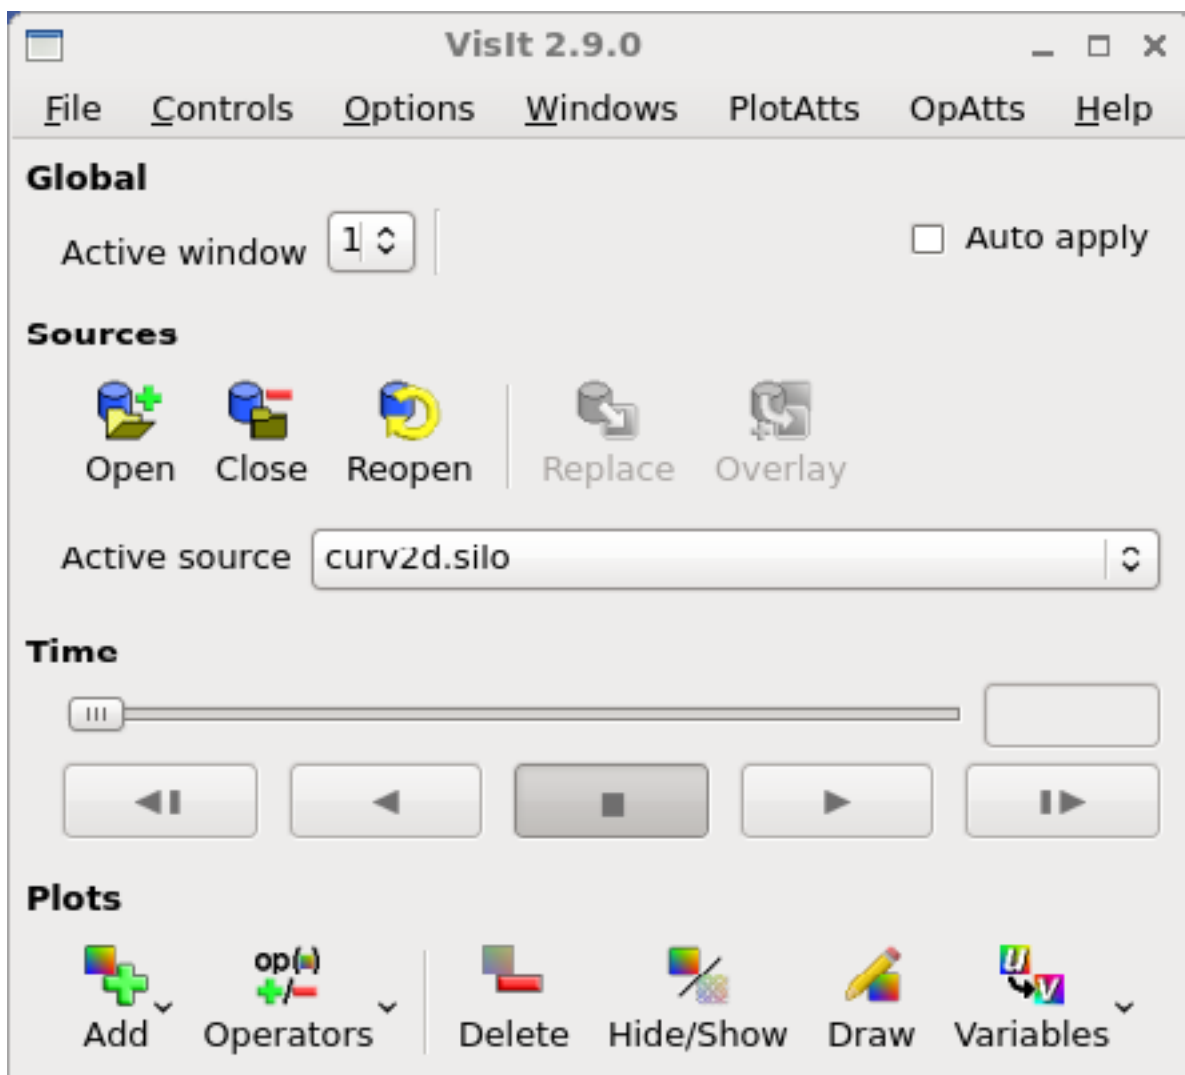 VisIt 2.9.0
File Controls Options Windows PlotAtts OpAtts Help
Global
Active window 1 Auto apply
Sources
Open Close Reopen Replace Overlay
Active source curv2d.silo
Time
Plots
op( ) +/-
u v
Add Operators Delete Hide/Show Draw Variables